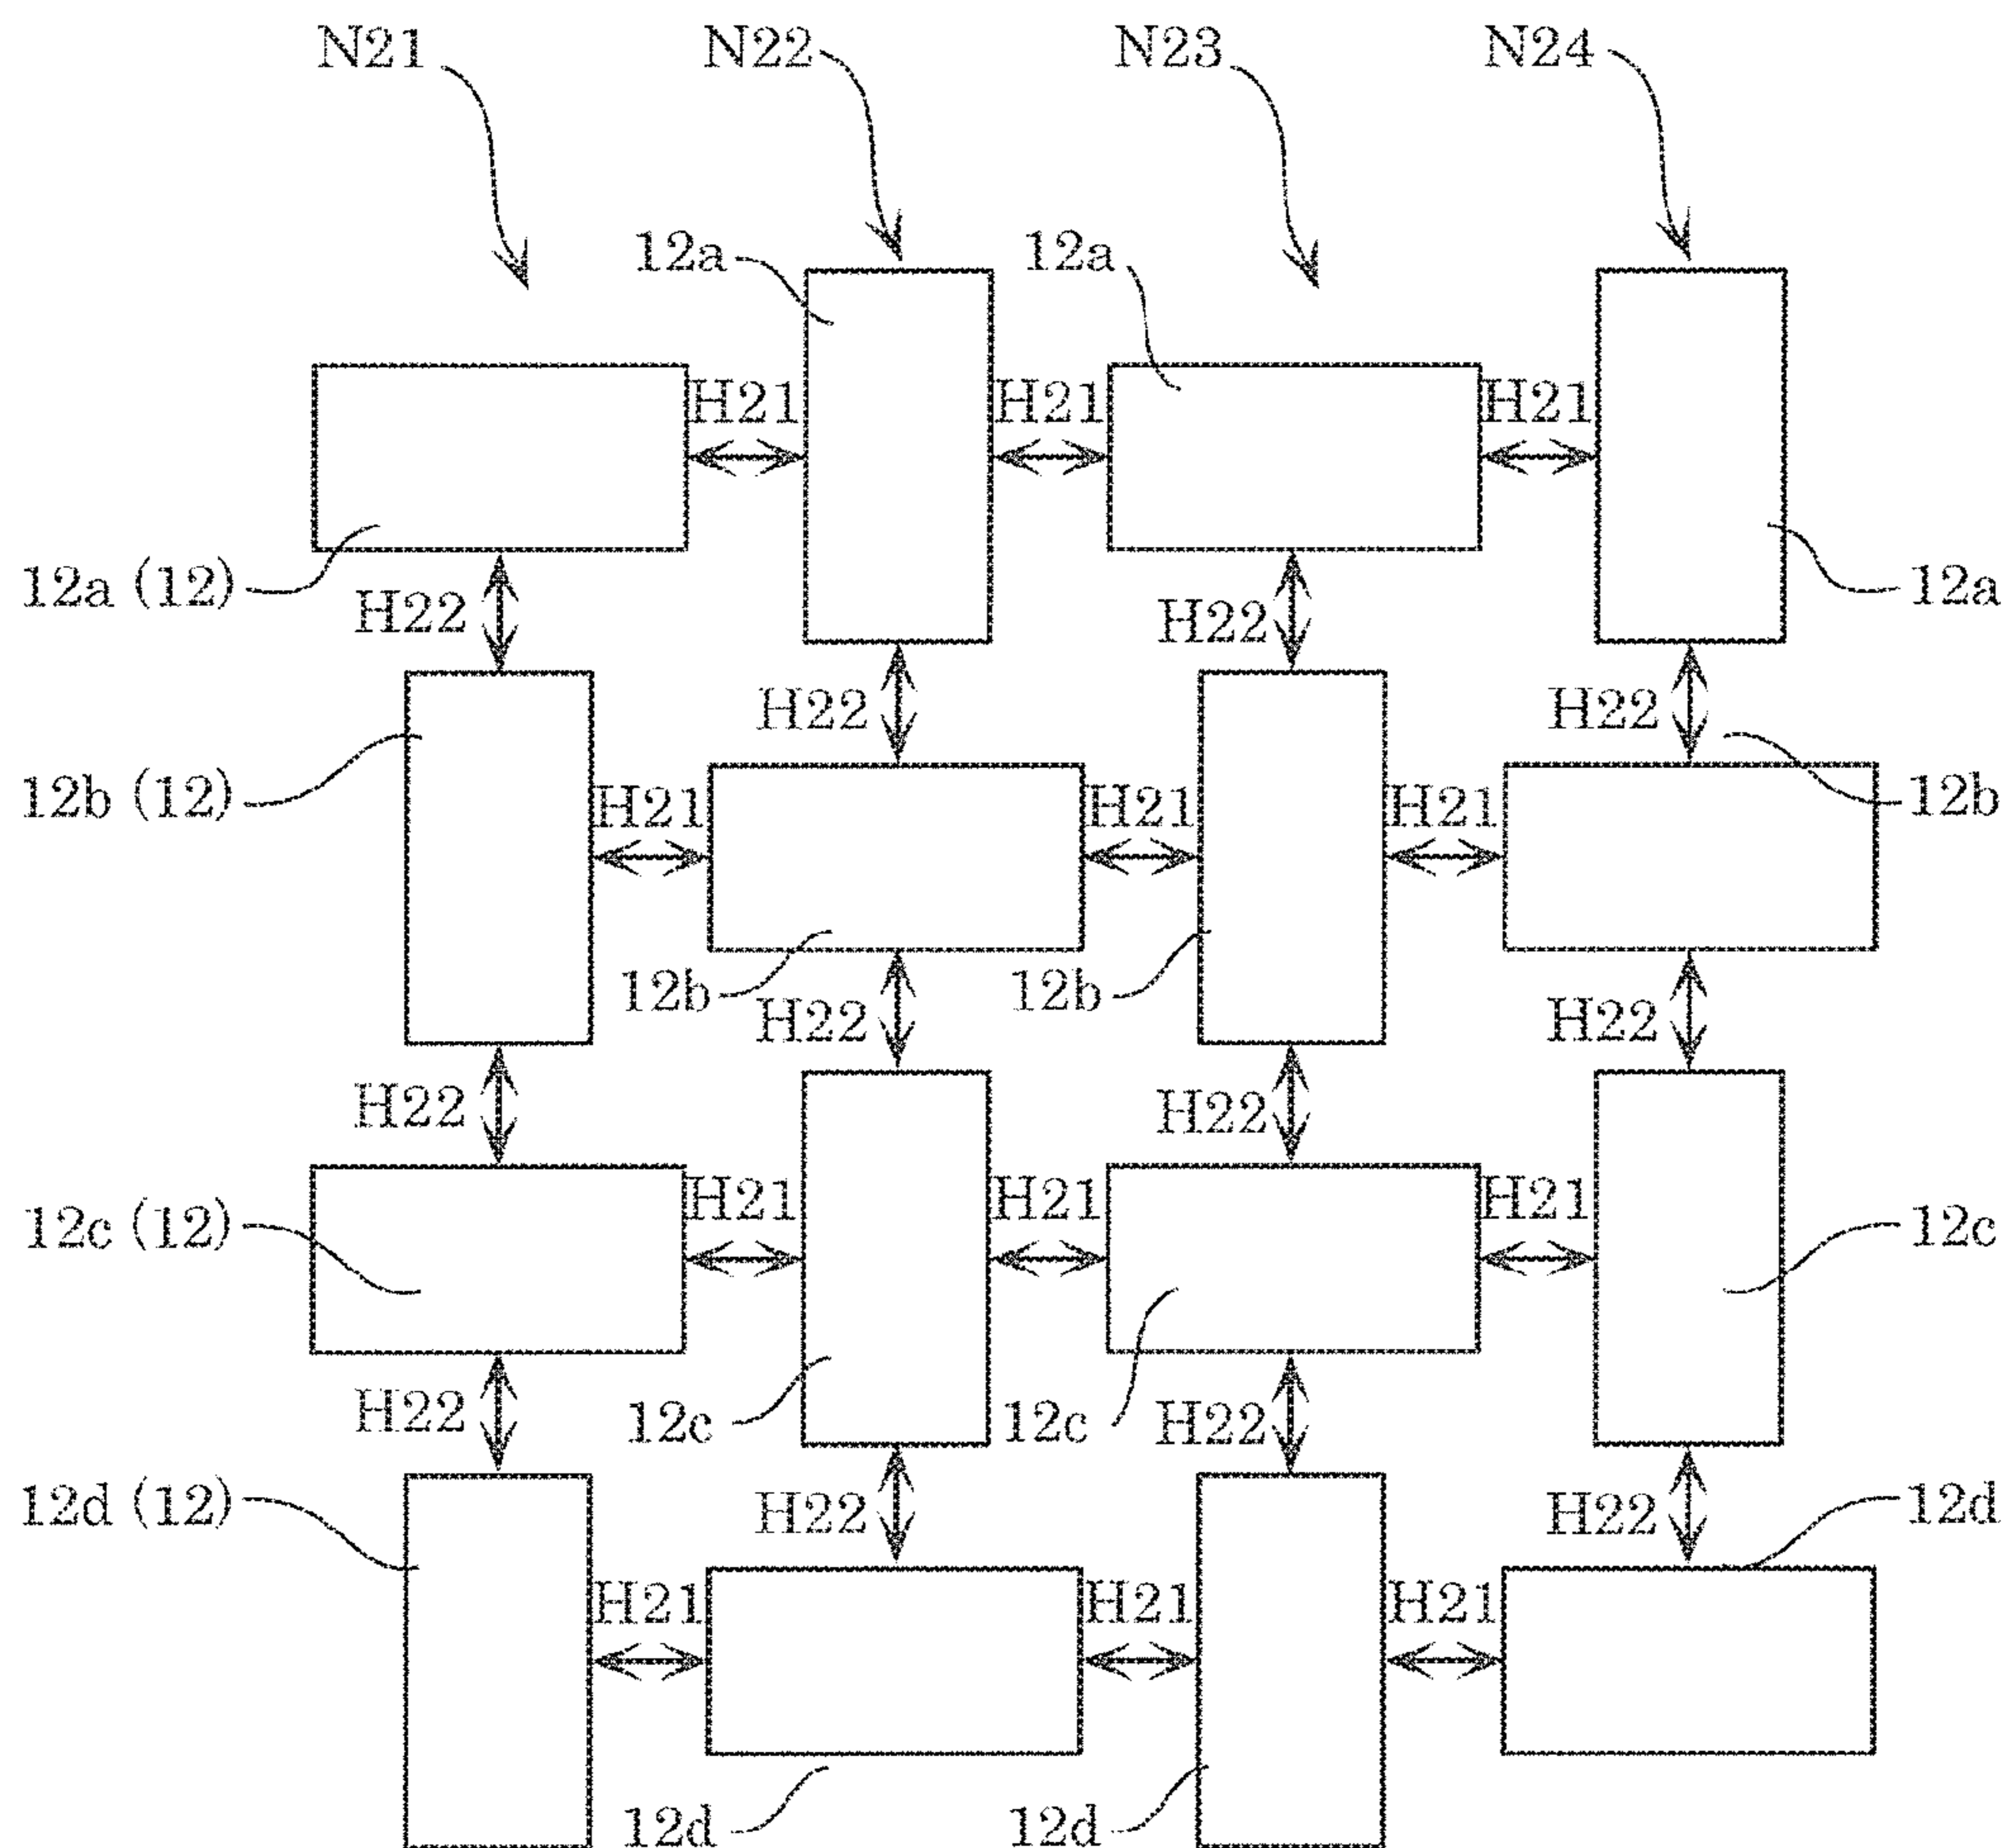 N21 N22 N23 N24
12a 12a
H21 H21 H21
12a (12) H22 H22 12a
H22 H22
12b (12) H21 H21 H21 12b
12b 12b
H22 H22
H22 H22
12c (12) H21 H21 H21 12c
H22 12c 12c H22
12d (12) H22 H22 12d
H21 H21 H21
12d 12d